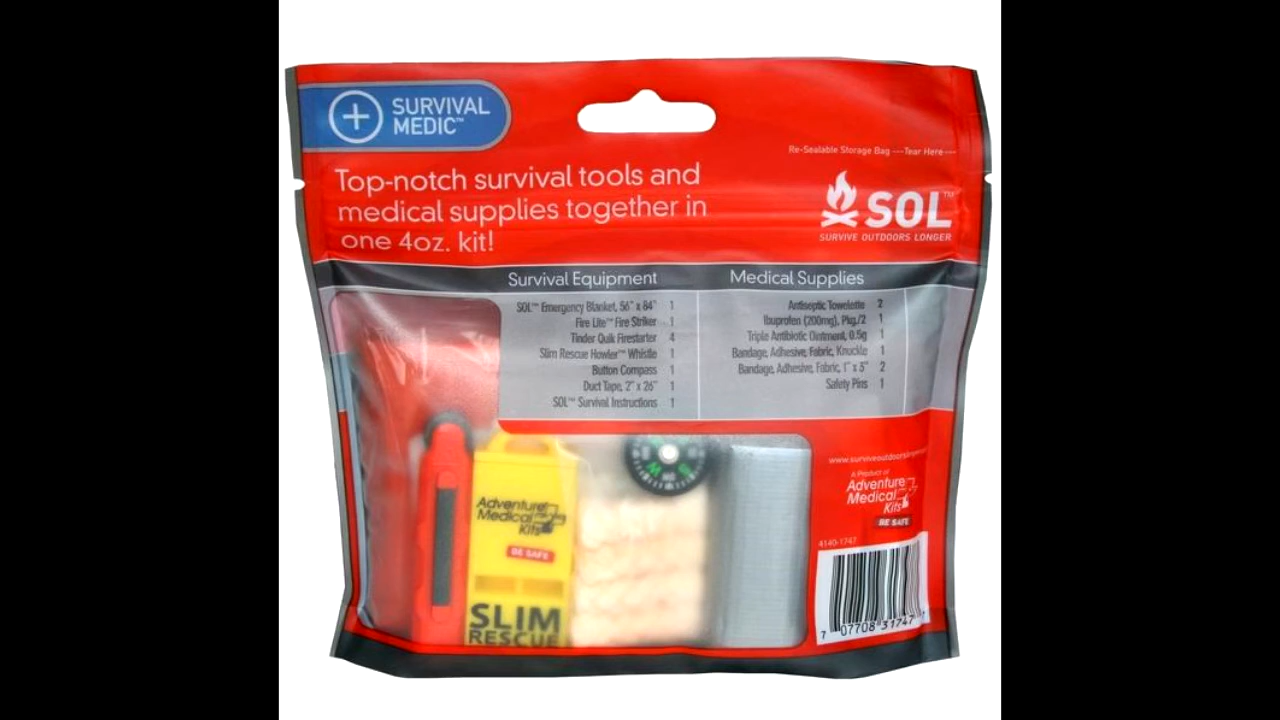 SURVIVAL
MEDIC™
Re-Sealable Storage Bag ---Tear Here---
Top-notch survival tools and
medical supplies together in
one 4oz. kit!
SOL™
SURVIVE OUTDOORS LONGER
Survival Equipment
SOL™ Emergency Blanket, 56" x 84" 1
Fire Lite™ Fire Striker 1
Tinder Quik Firestarter 4
Slim Rescue Howler™ Whistle 1
Button Compass 1
Duct Tape, 2" x 26" 1
SOL™ Survival Instructions 1
Medical Supplies
Antiseptic Towelette 2
Ibuprofen (200mg), Pkg./2 1
Triple Antibiotic Ointment, 0.5g 1
Bandage, Adhesive, Fabric, Knuckle 1
Bandage, Adhesive, Fabric, 1" x 3" 2
Safety Pins 1
A Product of
Adventure
Medical
Kits
BE SAFE
4140-1747
7 07708 31747 1
Adventure
Medical
Kits
BE SAFE
SLIM
RESCUE